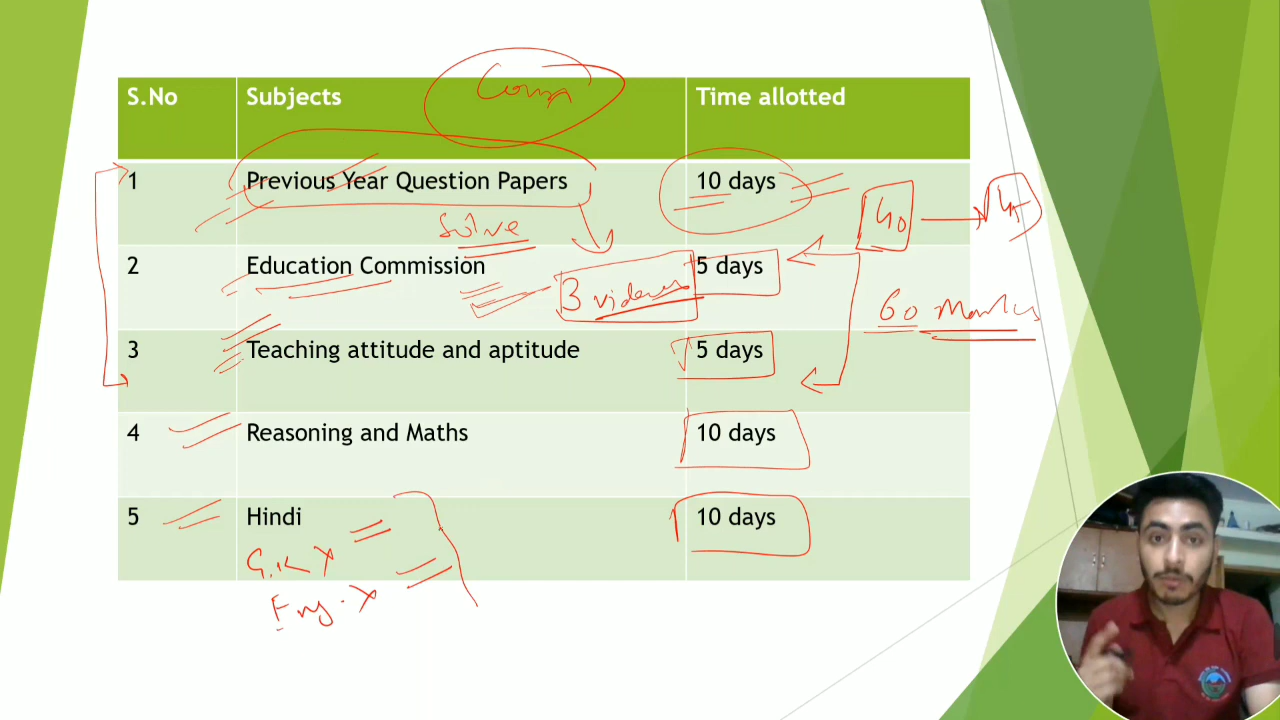 S.No Subjects Time allotted
1 Previous Year Question Papers 10 days
Solve
40
2 Education Commission 5 days
3 videos
60 Marks
3 Teaching attitude and aptitude 5 days
4 Reasoning and Maths 10 days
5 Hindi 10 days
G.K X
Eng. X